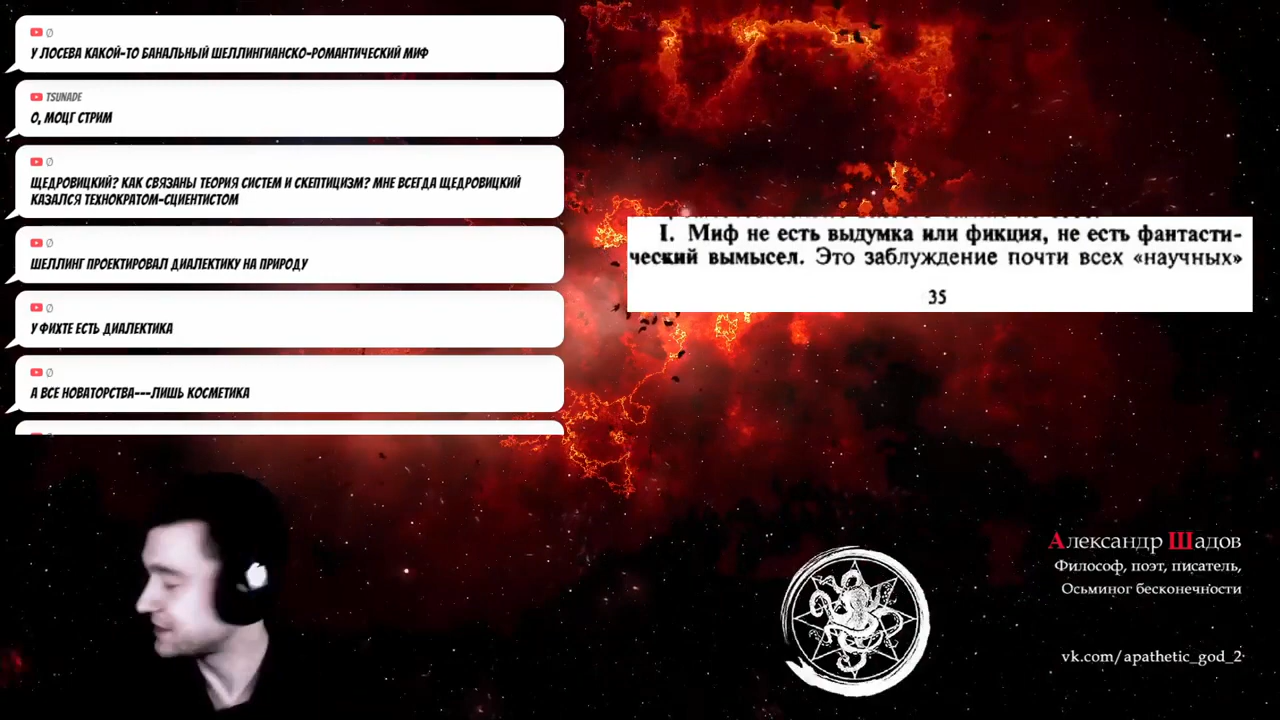 Ø
У ЛОСЕВА КАКОЙ-ТО БАНАЛЬНЫЙ ШЕЛЛИНГИАНСКО-РОМАНТИЧЕСКИЙ МИФ
TSUNADE
О, МОЦГ СТРИМ
Ø
ЩЕДРОВИЦКИЙ? КАК СВЯЗАНЫ ТЕОРИЯ СИСТЕМ И СКЕПТИЦИЗМ? МНЕ ВСЕГДА ЩЕДРОВИЦКИЙ
КАЗАЛСЯ ТЕХНОКРАТОМ-СЦИЕНТИСТОМ
Ø
ШЕЛЛИНГ ПРОЕКТИРОВАЛ ДИАЛЕКТИКУ НА ПРИРОДУ
Ø
У ФИХТЕ ЕСТЬ ДИАЛЕКТИКА
Ø
А ВСЕ НОВАТОРСТВА---ЛИШЬ КОСМЕТИКА
I. Миф не есть выдумка или фикция, не есть фантасти-
ческий вымысел. Это заблуждение почти всех «научных»
35
Александр Шадов
Философ, поэт, писатель,
Осьминог бесконечности
vk.com/apathetic_god_2